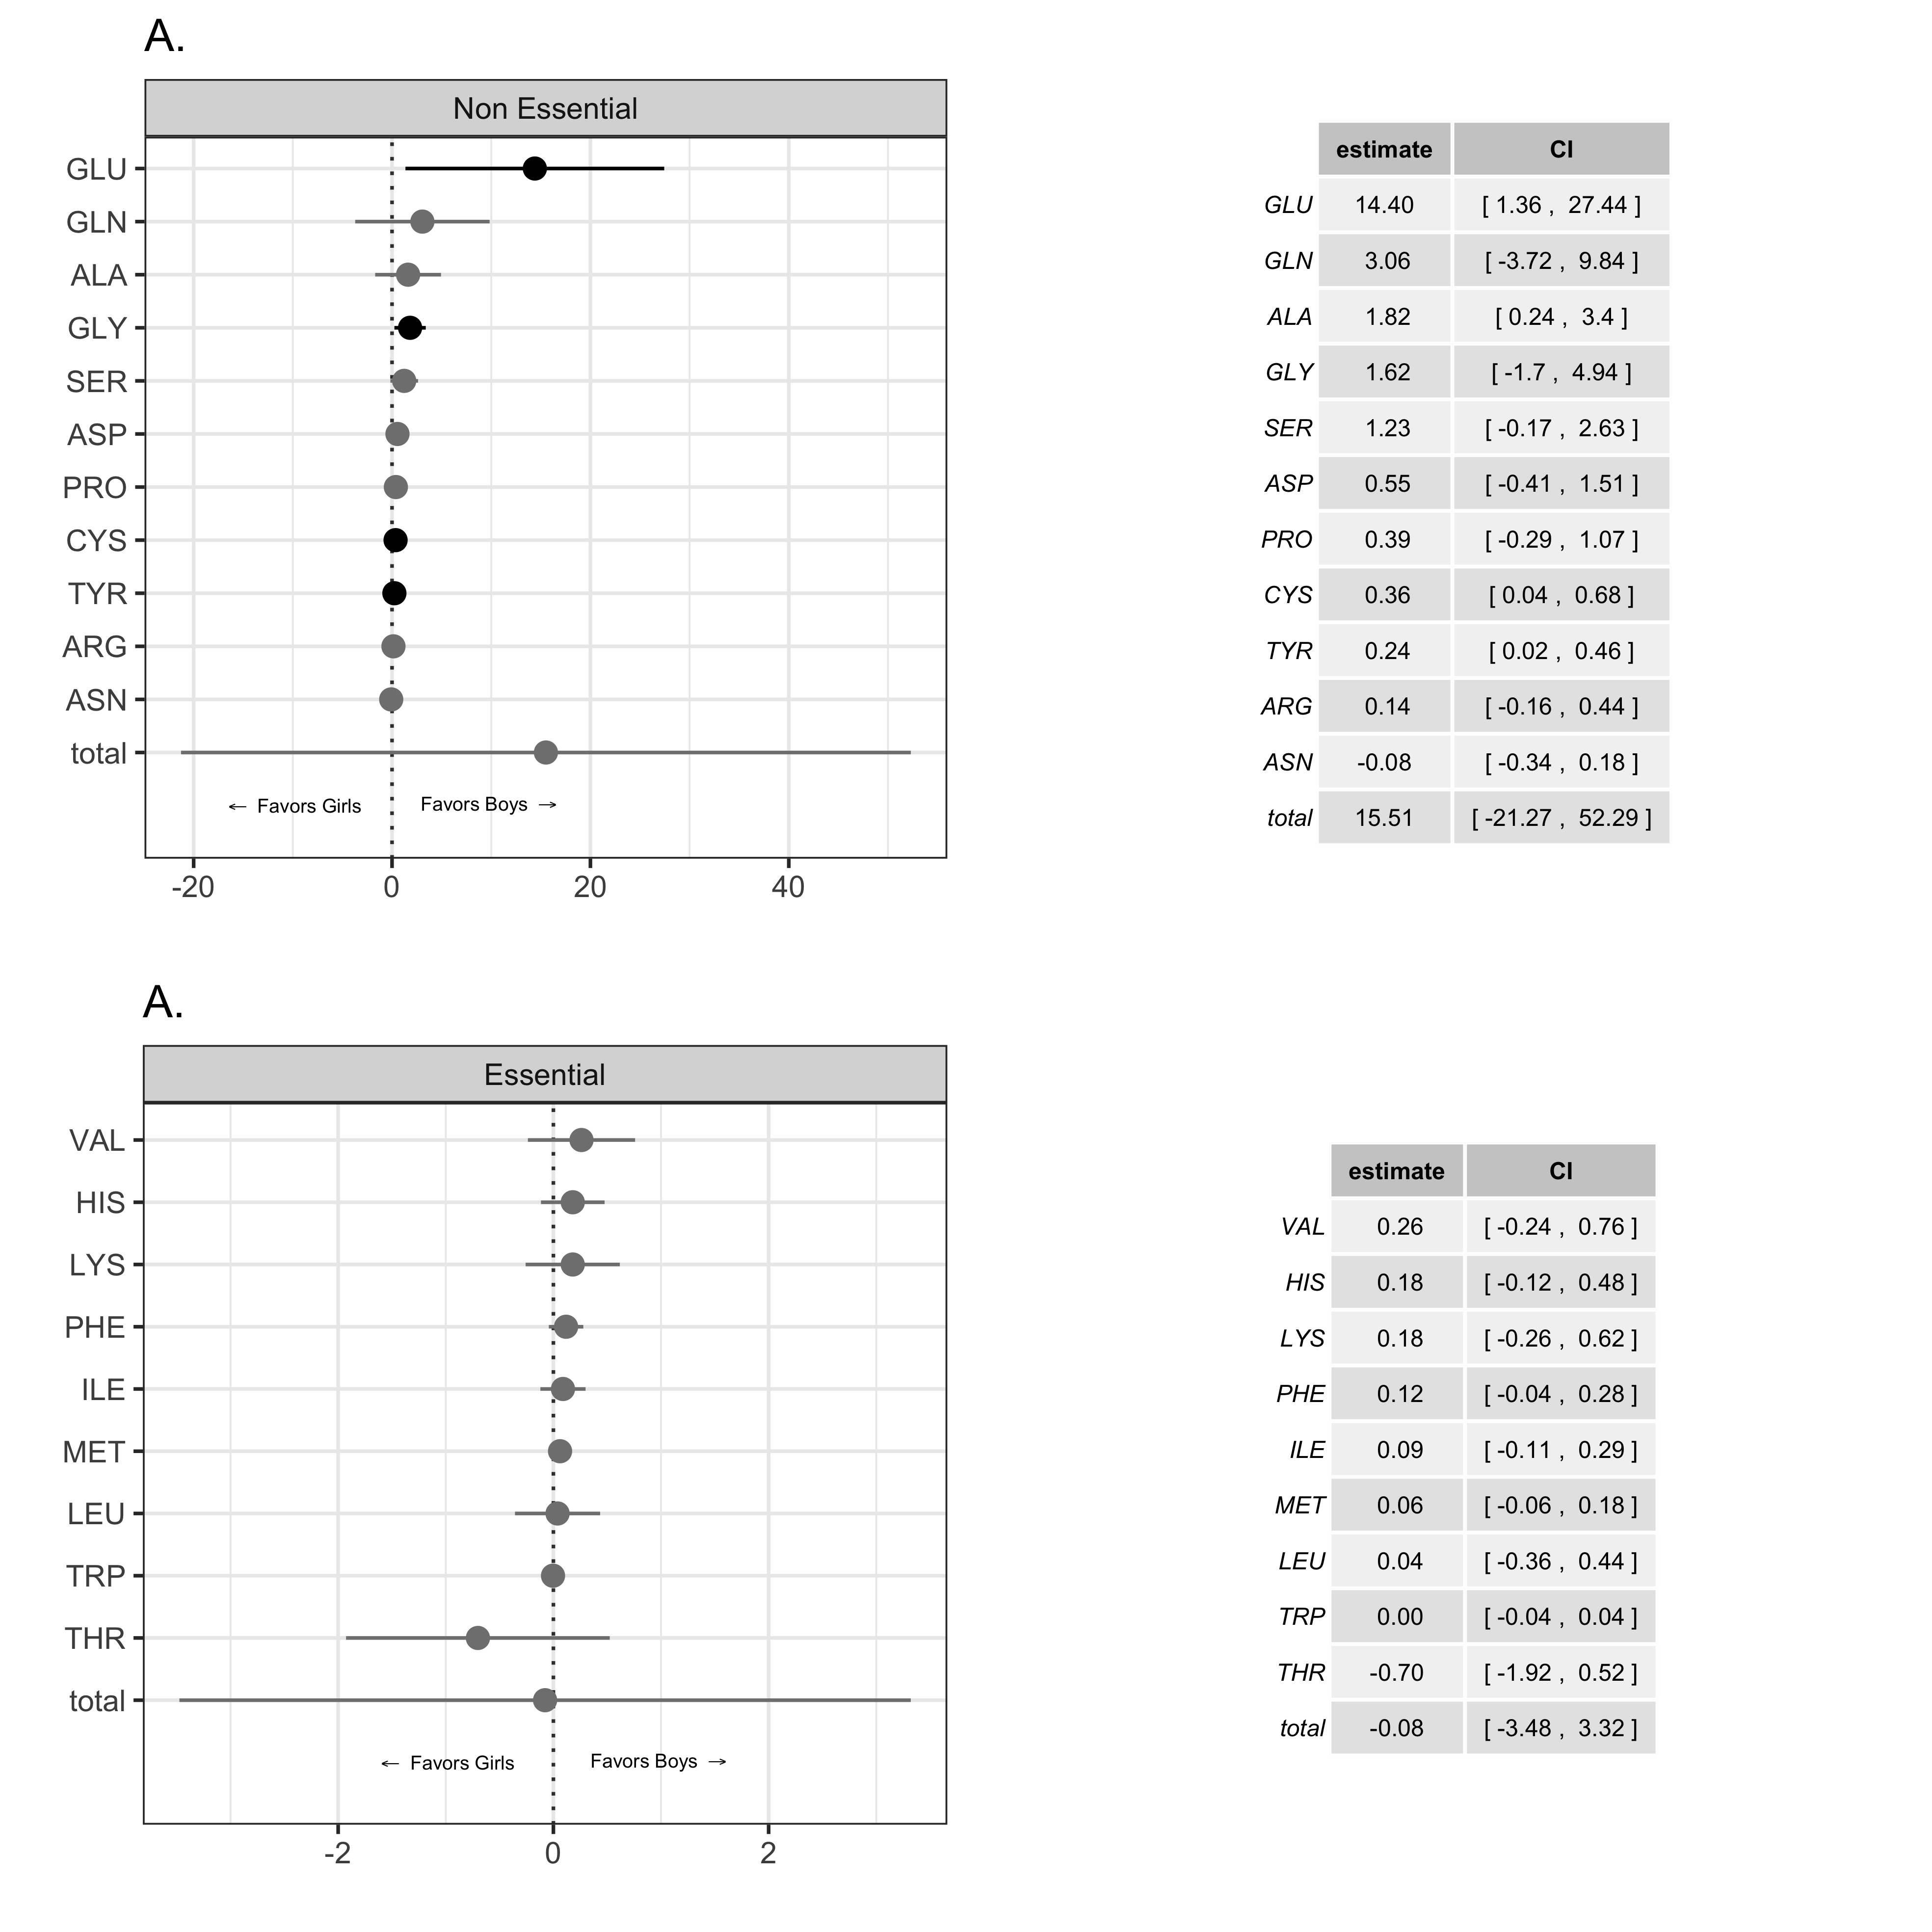 A.
Non Essential
GLU
GLN
ALA
GLY
SER
ASP
PRO
CYS
TYR
ARG
ASN
total
← Favors Girls
Favors Boys →
-20 0 20 40
estimate CI
GLU 14.40 [ 1.36 , 27.44 ]
GLN 3.06 [ -3.72 , 9.84 ]
ALA 1.82 [ 0.24 , 3.4 ]
GLY 1.62 [ -1.7 , 4.94 ]
SER 1.23 [ -0.17 , 2.63 ]
ASP 0.55 [ -0.41 , 1.51 ]
PRO 0.39 [ -0.29 , 1.07 ]
CYS 0.36 [ 0.04 , 0.68 ]
TYR 0.24 [ 0.02 , 0.46 ]
ARG 0.14 [ -0.16 , 0.44 ]
ASN -0.08 [ -0.34 , 0.18 ]
total 15.51 [ -21.27 , 52.29 ]
A.
Essential
VAL
HIS
LYS
PHE
ILE
MET
LEU
TRP
THR
total
← Favors Girls
Favors Boys →
-2 0 2
estimate CI
VAL 0.26 [ -0.24 , 0.76 ]
HIS 0.18 [ -0.12 , 0.48 ]
LYS 0.18 [ -0.26 , 0.62 ]
PHE 0.12 [ -0.04 , 0.28 ]
ILE 0.09 [ -0.11 , 0.29 ]
MET 0.06 [ -0.06 , 0.18 ]
LEU 0.04 [ -0.36 , 0.44 ]
TRP 0.00 [ -0.04 , 0.04 ]
THR -0.70 [ -1.92 , 0.52 ]
total -0.08 [ -3.48 , 3.32 ]